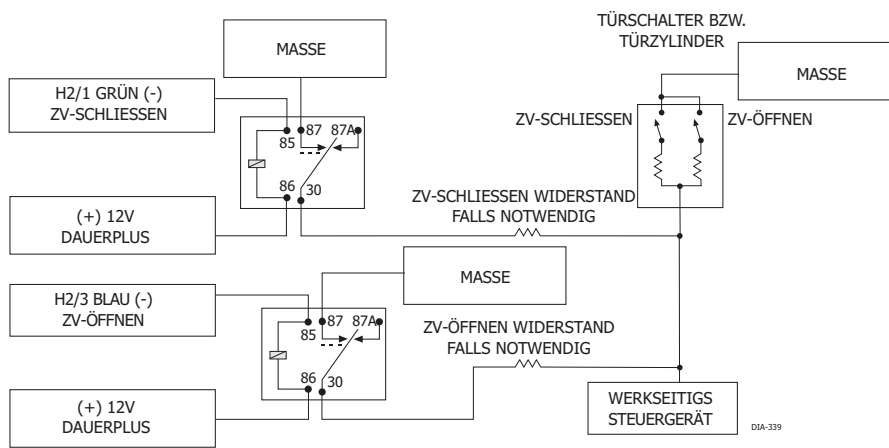 TÜRSCHALTER BZW.
TÜRZYLINDER
MASSE
MASSE
H2/1 GRÜN (-)
ZV-SCHLIESSEN
87 87A
85
86 30
ZV-SCHLIESSEN
ZV-ÖFFNEN
(+) 12V
DAUERPLUS
ZV-SCHLIESSEN WIDERSTAND
FALLS NOTWENDIG
MASSE
H2/3 BLAU (-)
ZV-ÖFFNEN
87 87A
85
86 30
ZV-ÖFFNEN WIDERSTAND
FALLS NOTWENDIG
(+) 12V
DAUERPLUS
WERKSEITIGS
STEUERGERÄT
DIA-339